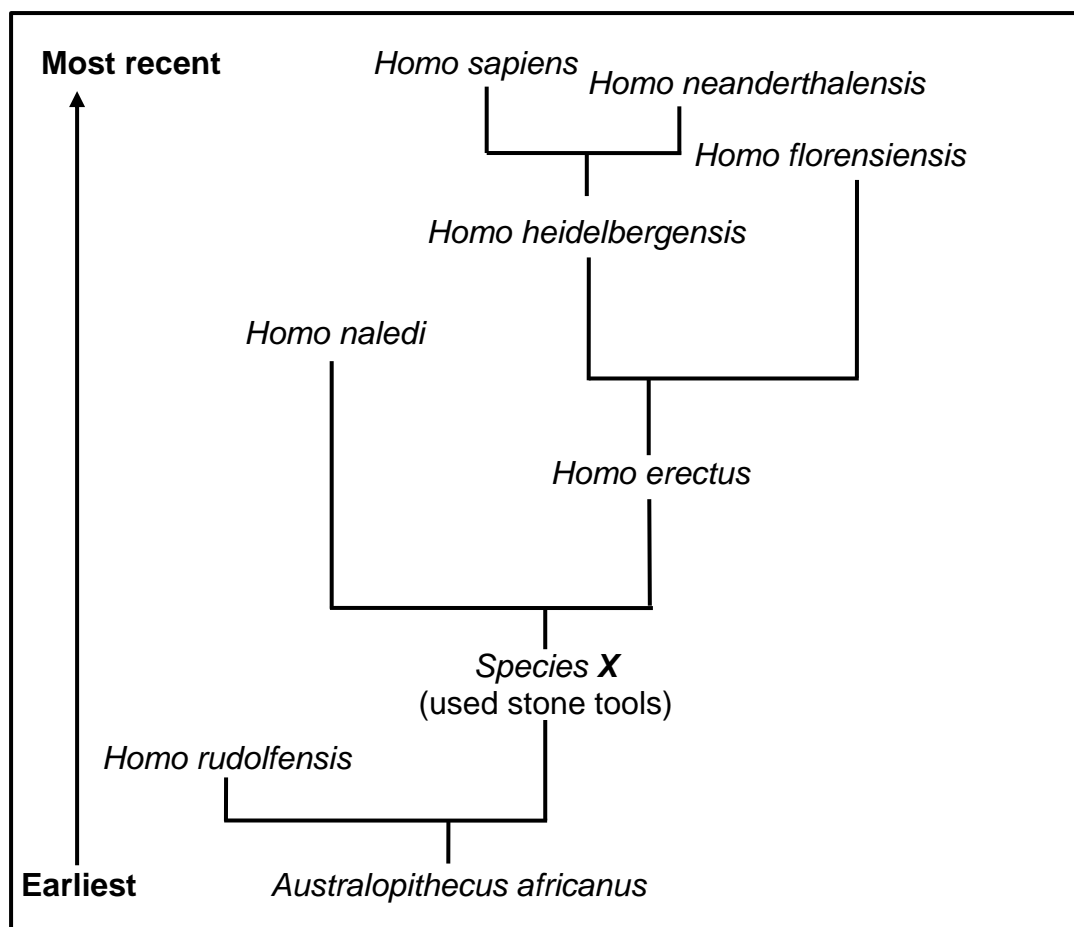 Most recent
Homo sapiens
Homo neanderthalensis
Homo florensiensis
Homo heidelbergensis
Homo naledi
Homo erectus
Species X
(used stone tools)
Homo rudolfensis
Earliest
Australopithecus africanus